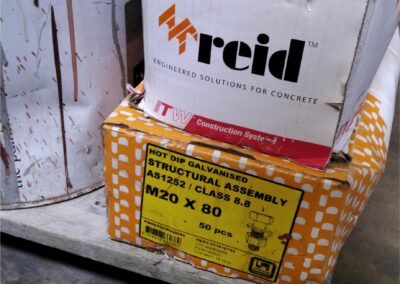 reid™
ENGINEERED SOLUTIONS FOR CONCRETE
ITW Construction Systems
HOT DIP GALVANISED
STRUCTURAL ASSEMBLY
AS1252 / CLASS 8.8
M20 X 80
50 pcs